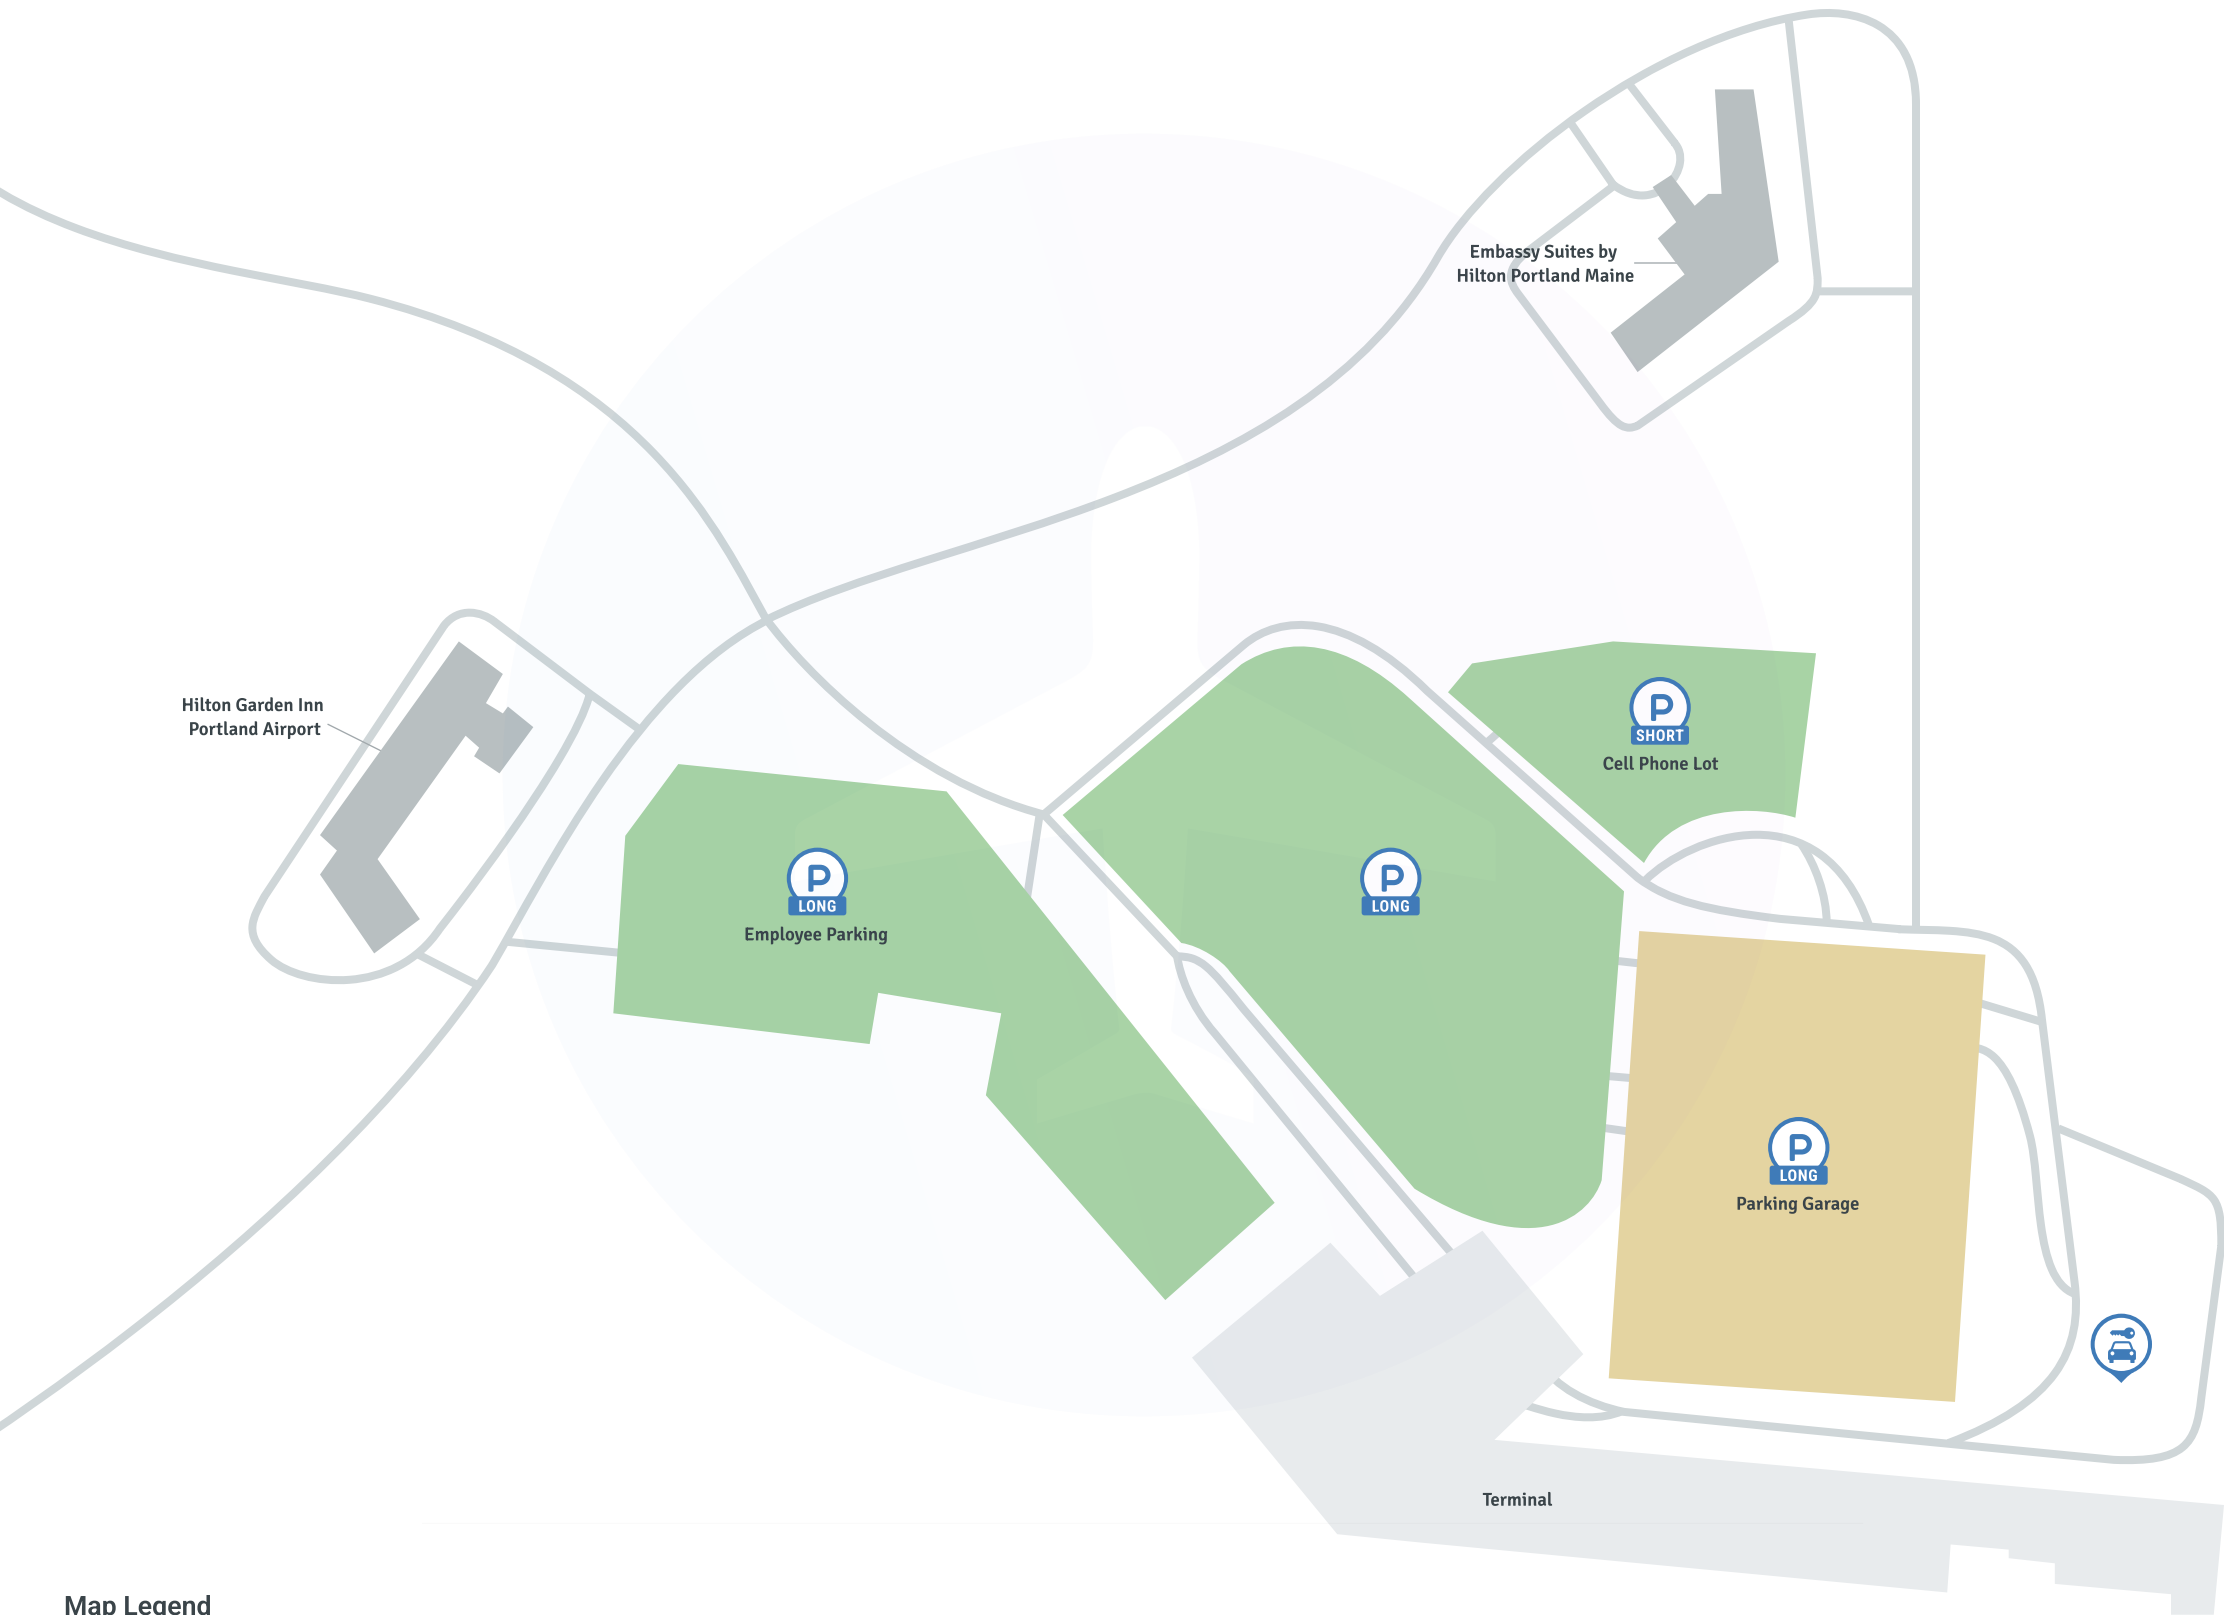 Embassy Suites by
Hilton Portland Maine
Hilton Garden Inn
Portland Airport
P
SHORT
Cell Phone Lot
P
LONG
Employee Parking
P
LONG
P
LONG
Parking Garage
Terminal
Map Legend